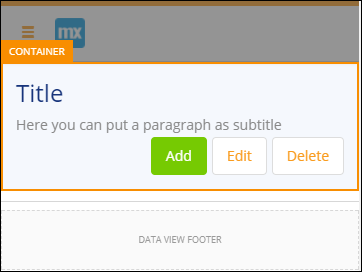 mx
CONTAINER
Title
Here you can put a paragraph as subtitle
Add Edit Delete
DATA VIEW FOOTER